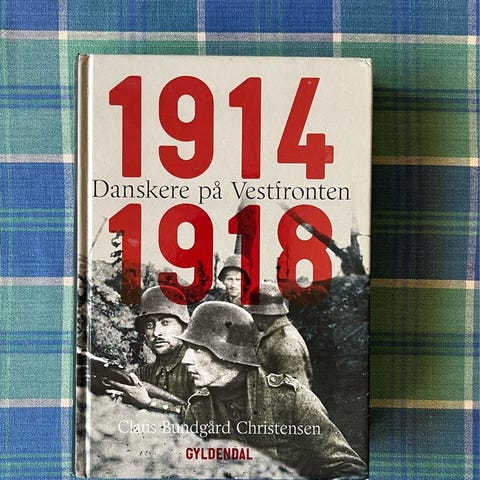 1914
Danskere på Vestfronten
1918
Claus Bundgård Christensen
GYLDENDAL